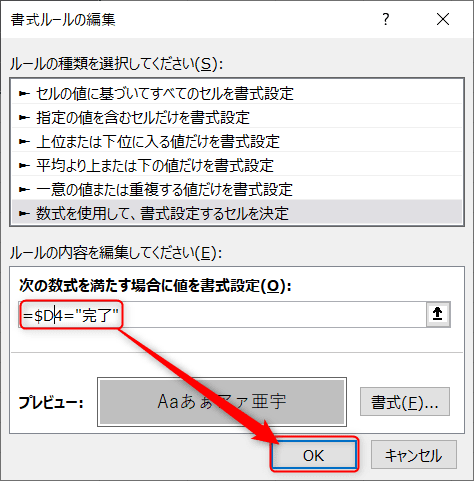 書式ルールの編集
ルールの種類を選択してください(S):
► セルの値に基づいてすべてのセルを書式設定
► 指定の値を含むセルだけを書式設定
► 上位または下位に入る値だけを書式設定
► 平均より上または下の値だけを書式設定
► 一意の値または重複する値だけを書式設定
► 数式を使用して、書式設定するセルを決定
ルールの内容を編集してください(E):
次の数式を満たす場合に値を書式設定(O):
=$D4="完了"
プレビュー:
Aaあぁアァ亜宇
書式(F)...
OK
キャンセル